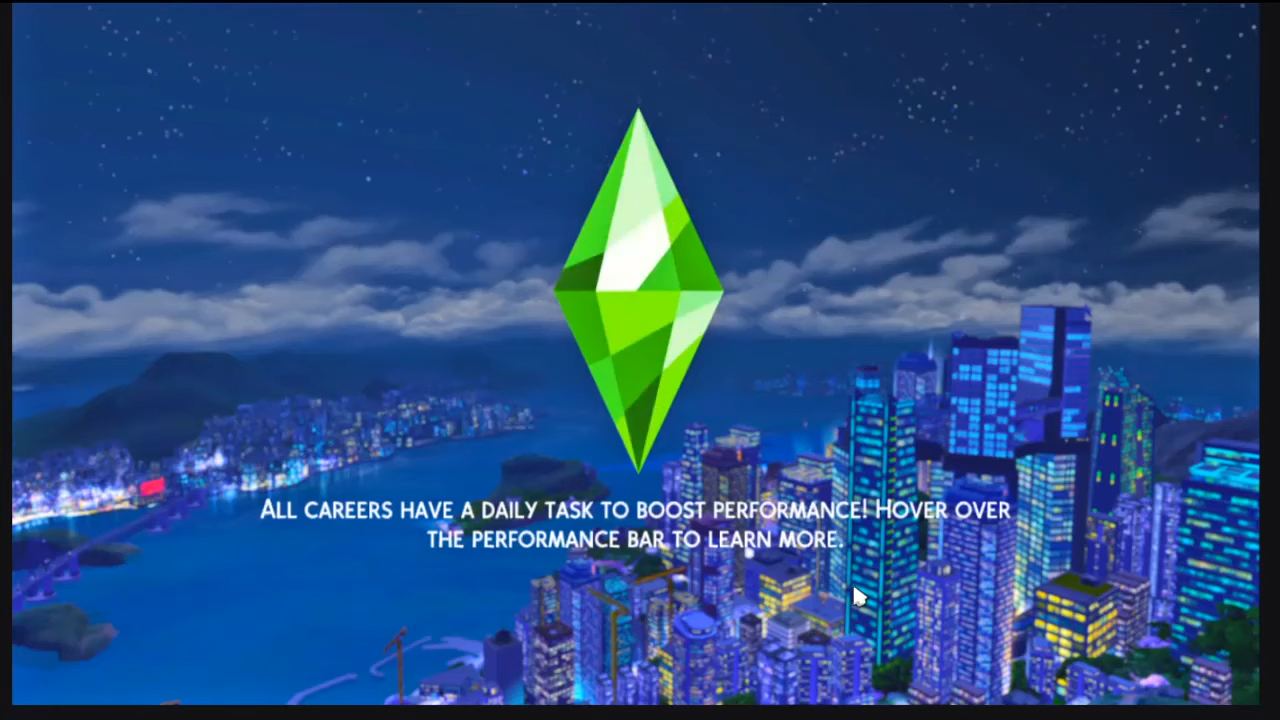 All careers have a daily task to boost performance! Hover over
the performance bar to learn more.